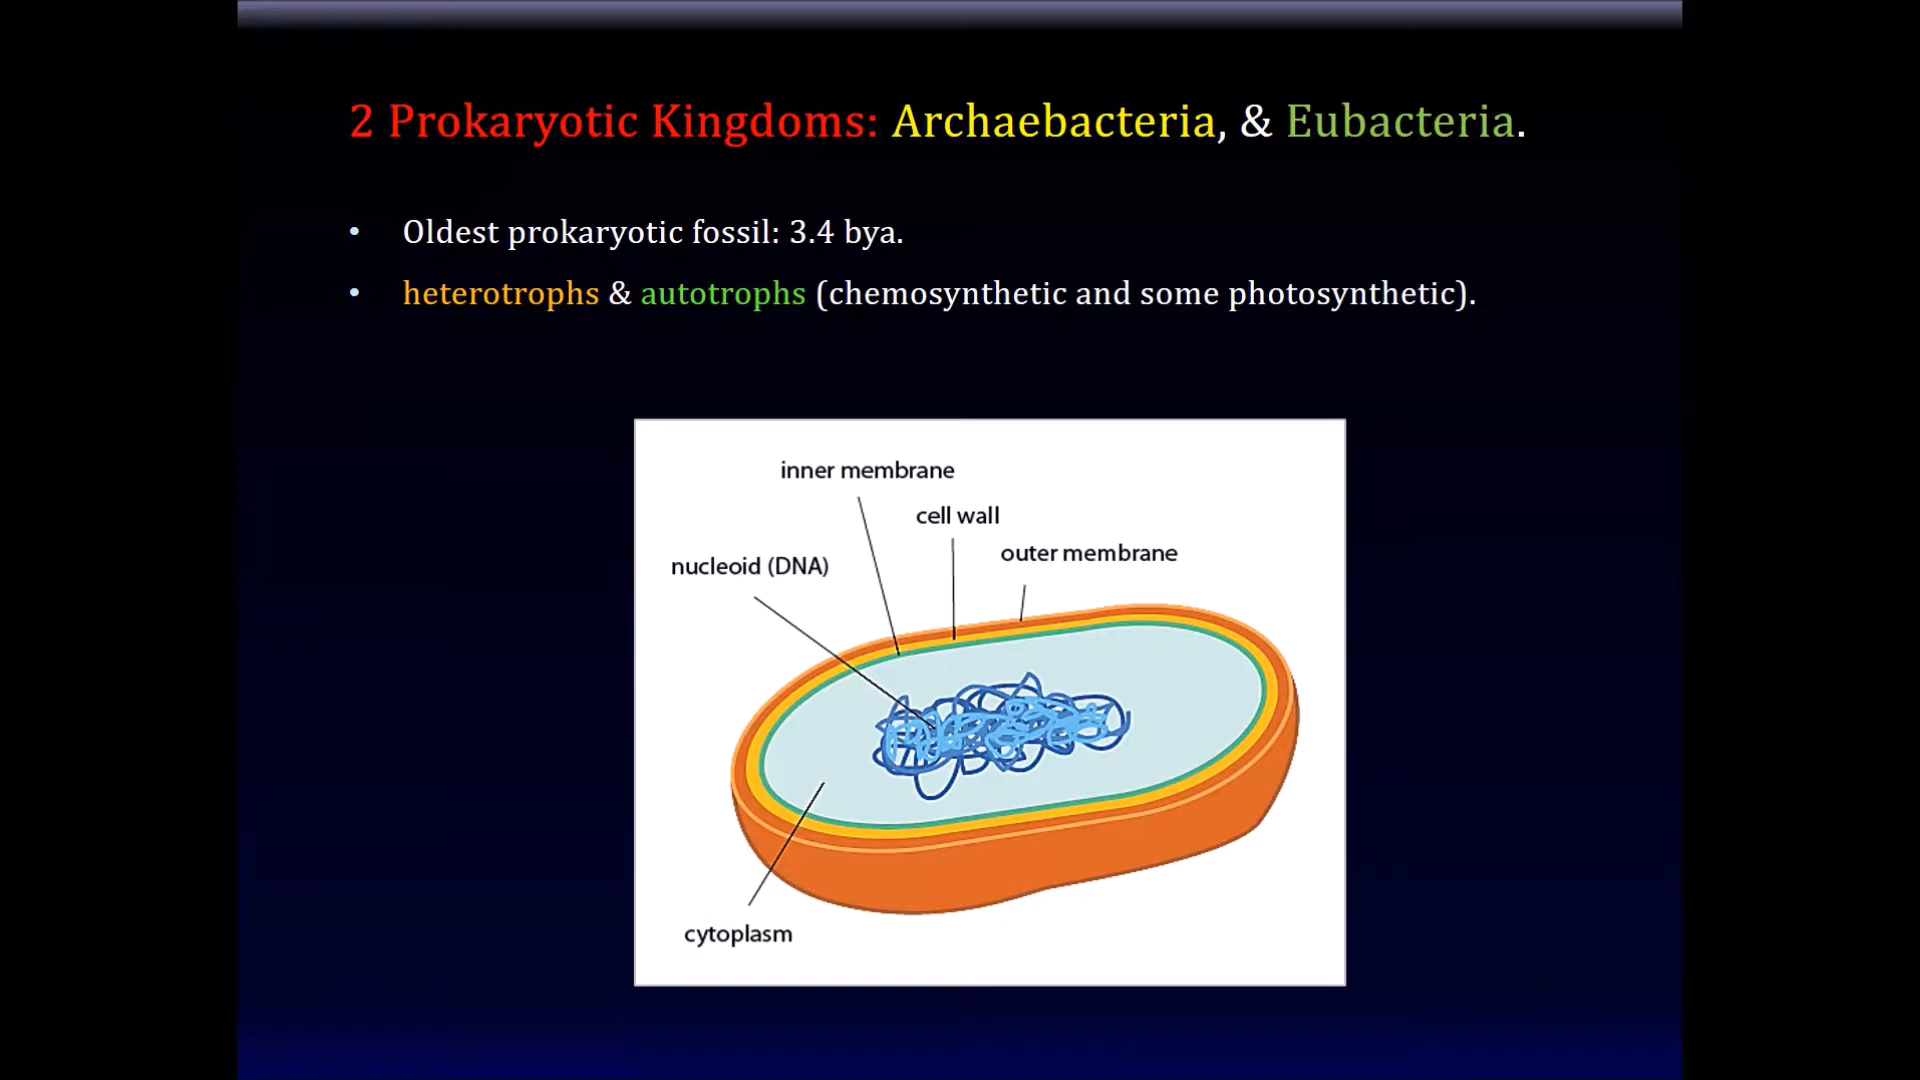 2 Prokaryotic Kingdoms: Archaebacteria, & Eubacteria.
• Oldest prokaryotic fossil: 3.4 bya.
• heterotrophs & autotrophs (chemosynthetic and some photosynthetic).
inner membrane
cell wall
outer membrane
nucleoid (DNA)
cytoplasm